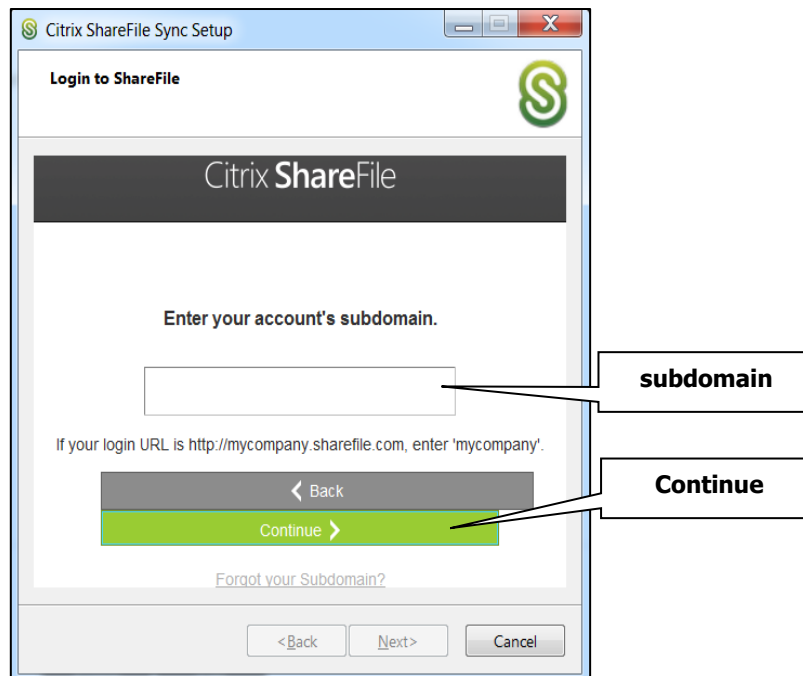 Citrix ShareFile Sync Setup
X
Login to ShareFile
Citrix ShareFile
Enter your account's subdomain.
subdomain
If your login URL is http://mycompany.sharefile.com, enter 'mycompany'.
Back
Continue
Continue
Forgot your Subdomain?
<Back Next> Cancel